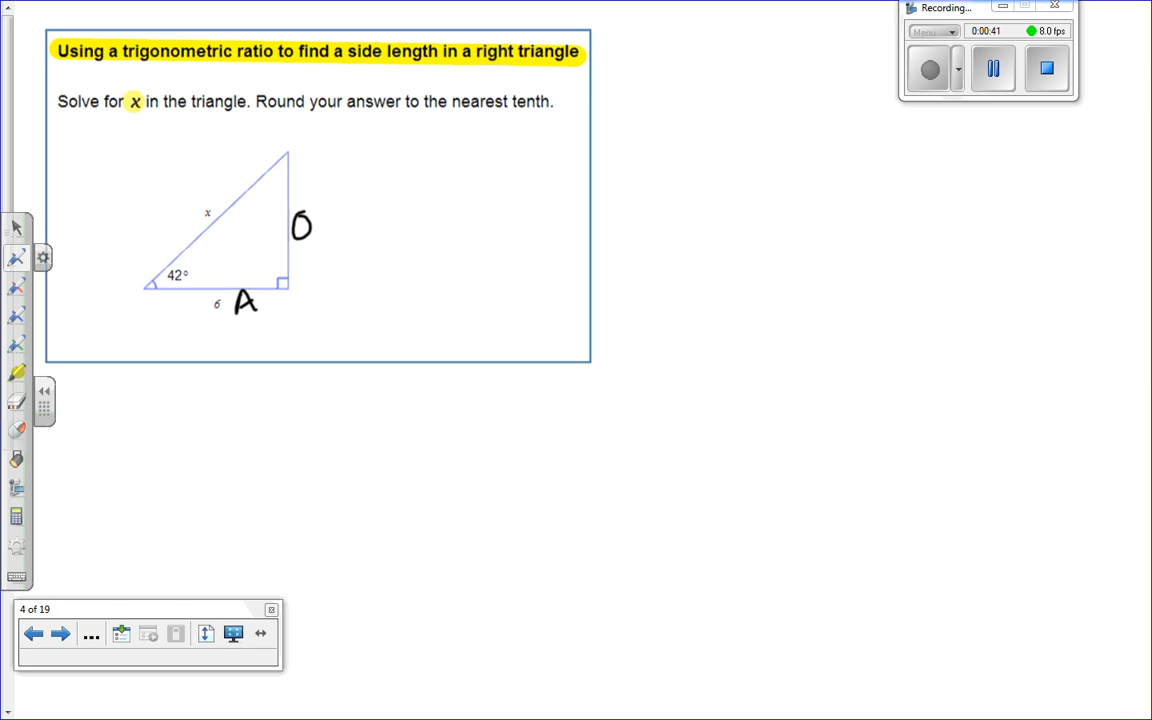 Recording...
Menu
0:00:41
8.0 fps
Using a trigonometric ratio to find a side length in a right triangle
Solve for x in the triangle. Round your answer to the nearest tenth.
x
O
42°
6 A
4 of 19
...